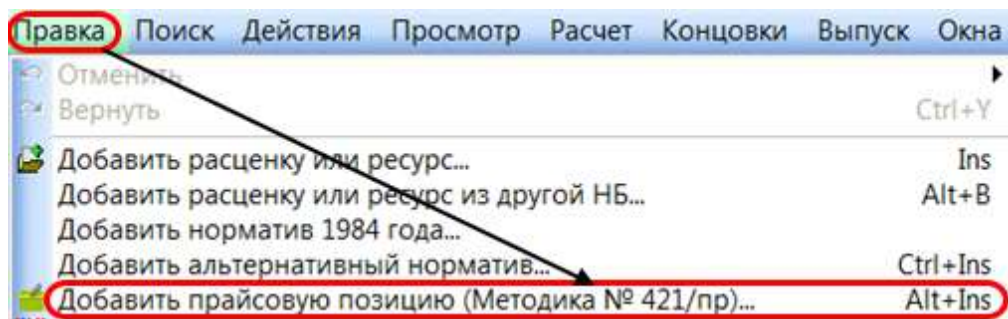 Правка Поиск Действия Просмотр Расчет Концовки Выпуск Окна
Отменить
Вернуть Ctrl+Y
Добавить расценку или ресурс... Ins
Добавить расценку или ресурс из другой НБ... Alt+B
Добавить норматив 1984 года...
Добавить альтернативный норматив... Ctrl+Ins
Добавить прайсовую позицию (Методика № 421/пр)... Alt+Ins